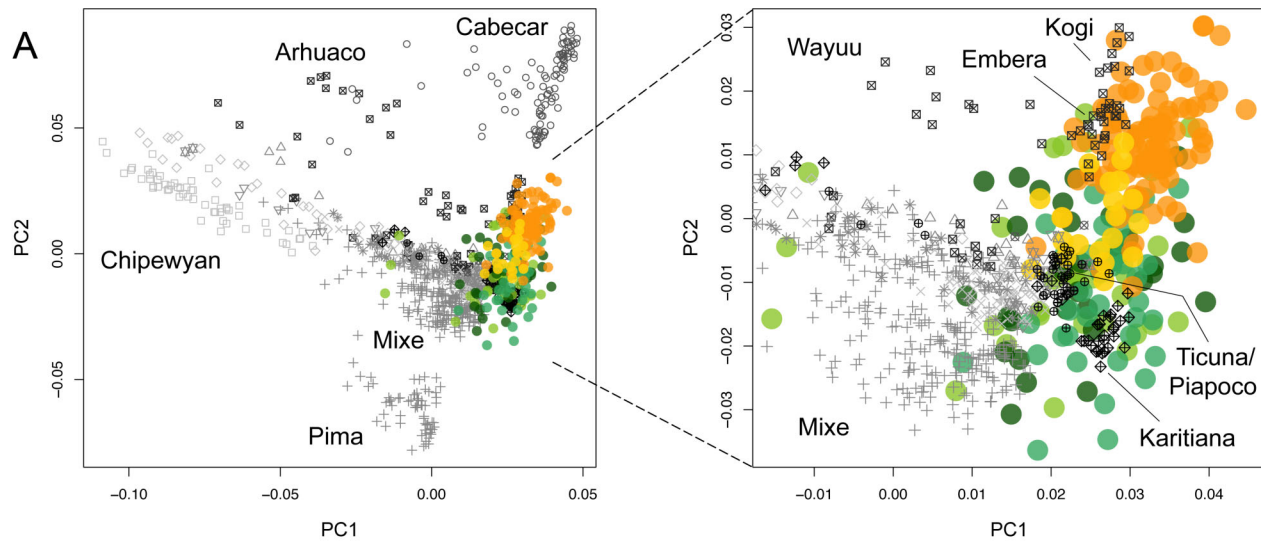 A
Cabecar
Arhuaco
Chipewyan
Mixe
Pima
PC2
0.05
0.00
−0.05
−0.10
−0.05
0.00
0.05
PC1
Kogi
Wayuu
Embera
Ticuna/
Piapoco
Mixe
Karitiana
PC2
0.03
0.02
0.01
0.00
−0.01
−0.02
−0.03
−0.01
0.00
0.01
0.02
0.03
0.04
PC1